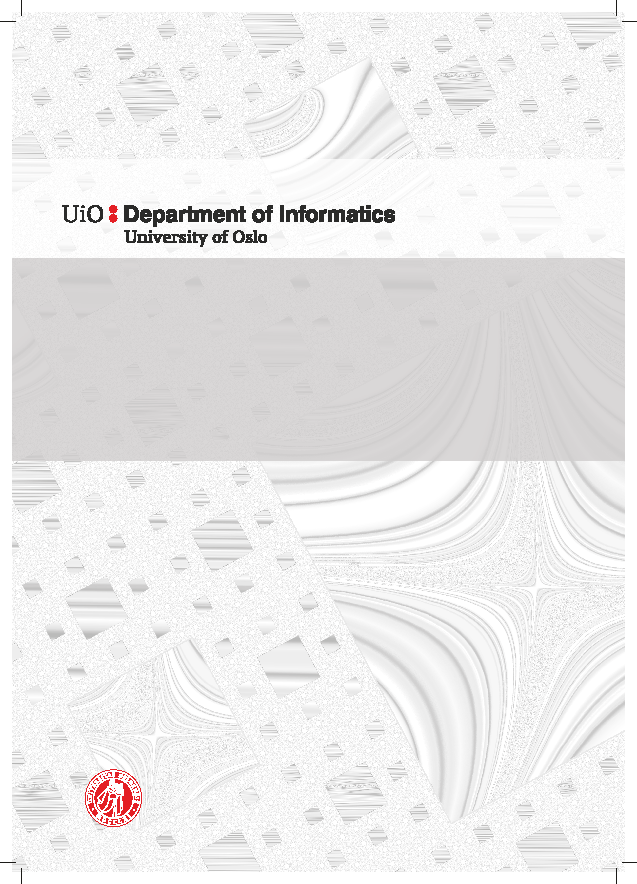 UiO : Department of Informatics
University of Oslo